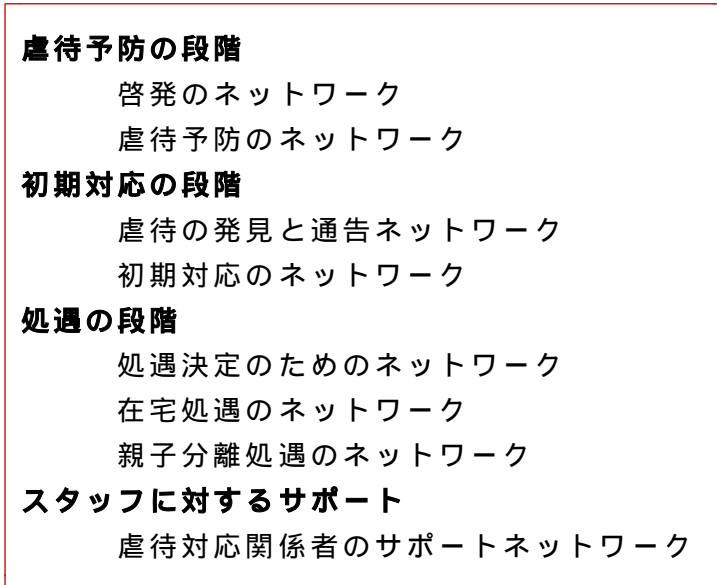 虐待予防の段階
啓発のネットワーク
虐待予防のネットワーク
初期対応の段階
虐待の発見と通告ネットワーク
初期対応のネットワーク
処遇の段階
処遇決定のためのネットワーク
在宅処遇のネットワーク
親子分離処遇のネットワーク
スタッフに対するサポート
虐待対応関係者のサポートネットワーク